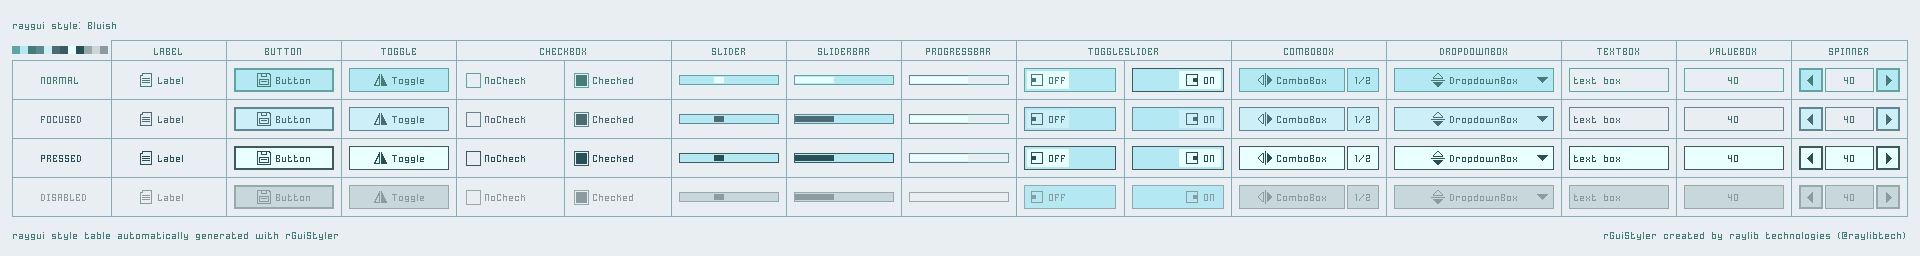 raygui style: Bluish
LABEL BUTTON TOGGLE CHECKBOX SLIDER SLIDERBAR PROGRESSBAR TOGGLESLIDER COMBOBOX DROPDOWNBOX TEXTBOX VALUEBOX SPINNER
NORMAL Label Button Toggle NoCheck Checked OFF ON ComboBox 1/2 DropdownBox text box 40 40
FOCUSED Label Button Toggle NoCheck Checked OFF ON ComboBox 1/2 DropdownBox text box 40 40
PRESSED Label Button Toggle NoCheck Checked OFF ON ComboBox 1/2 DropdownBox text box 40 40
DISABLED Label Button Toggle NoCheck Checked OFF ON ComboBox 1/2 DropdownBox text box 40 40
raygui style table automatically generated with rGuiStyler
rGuiStyler created by raylib technologies (@raylibtech)